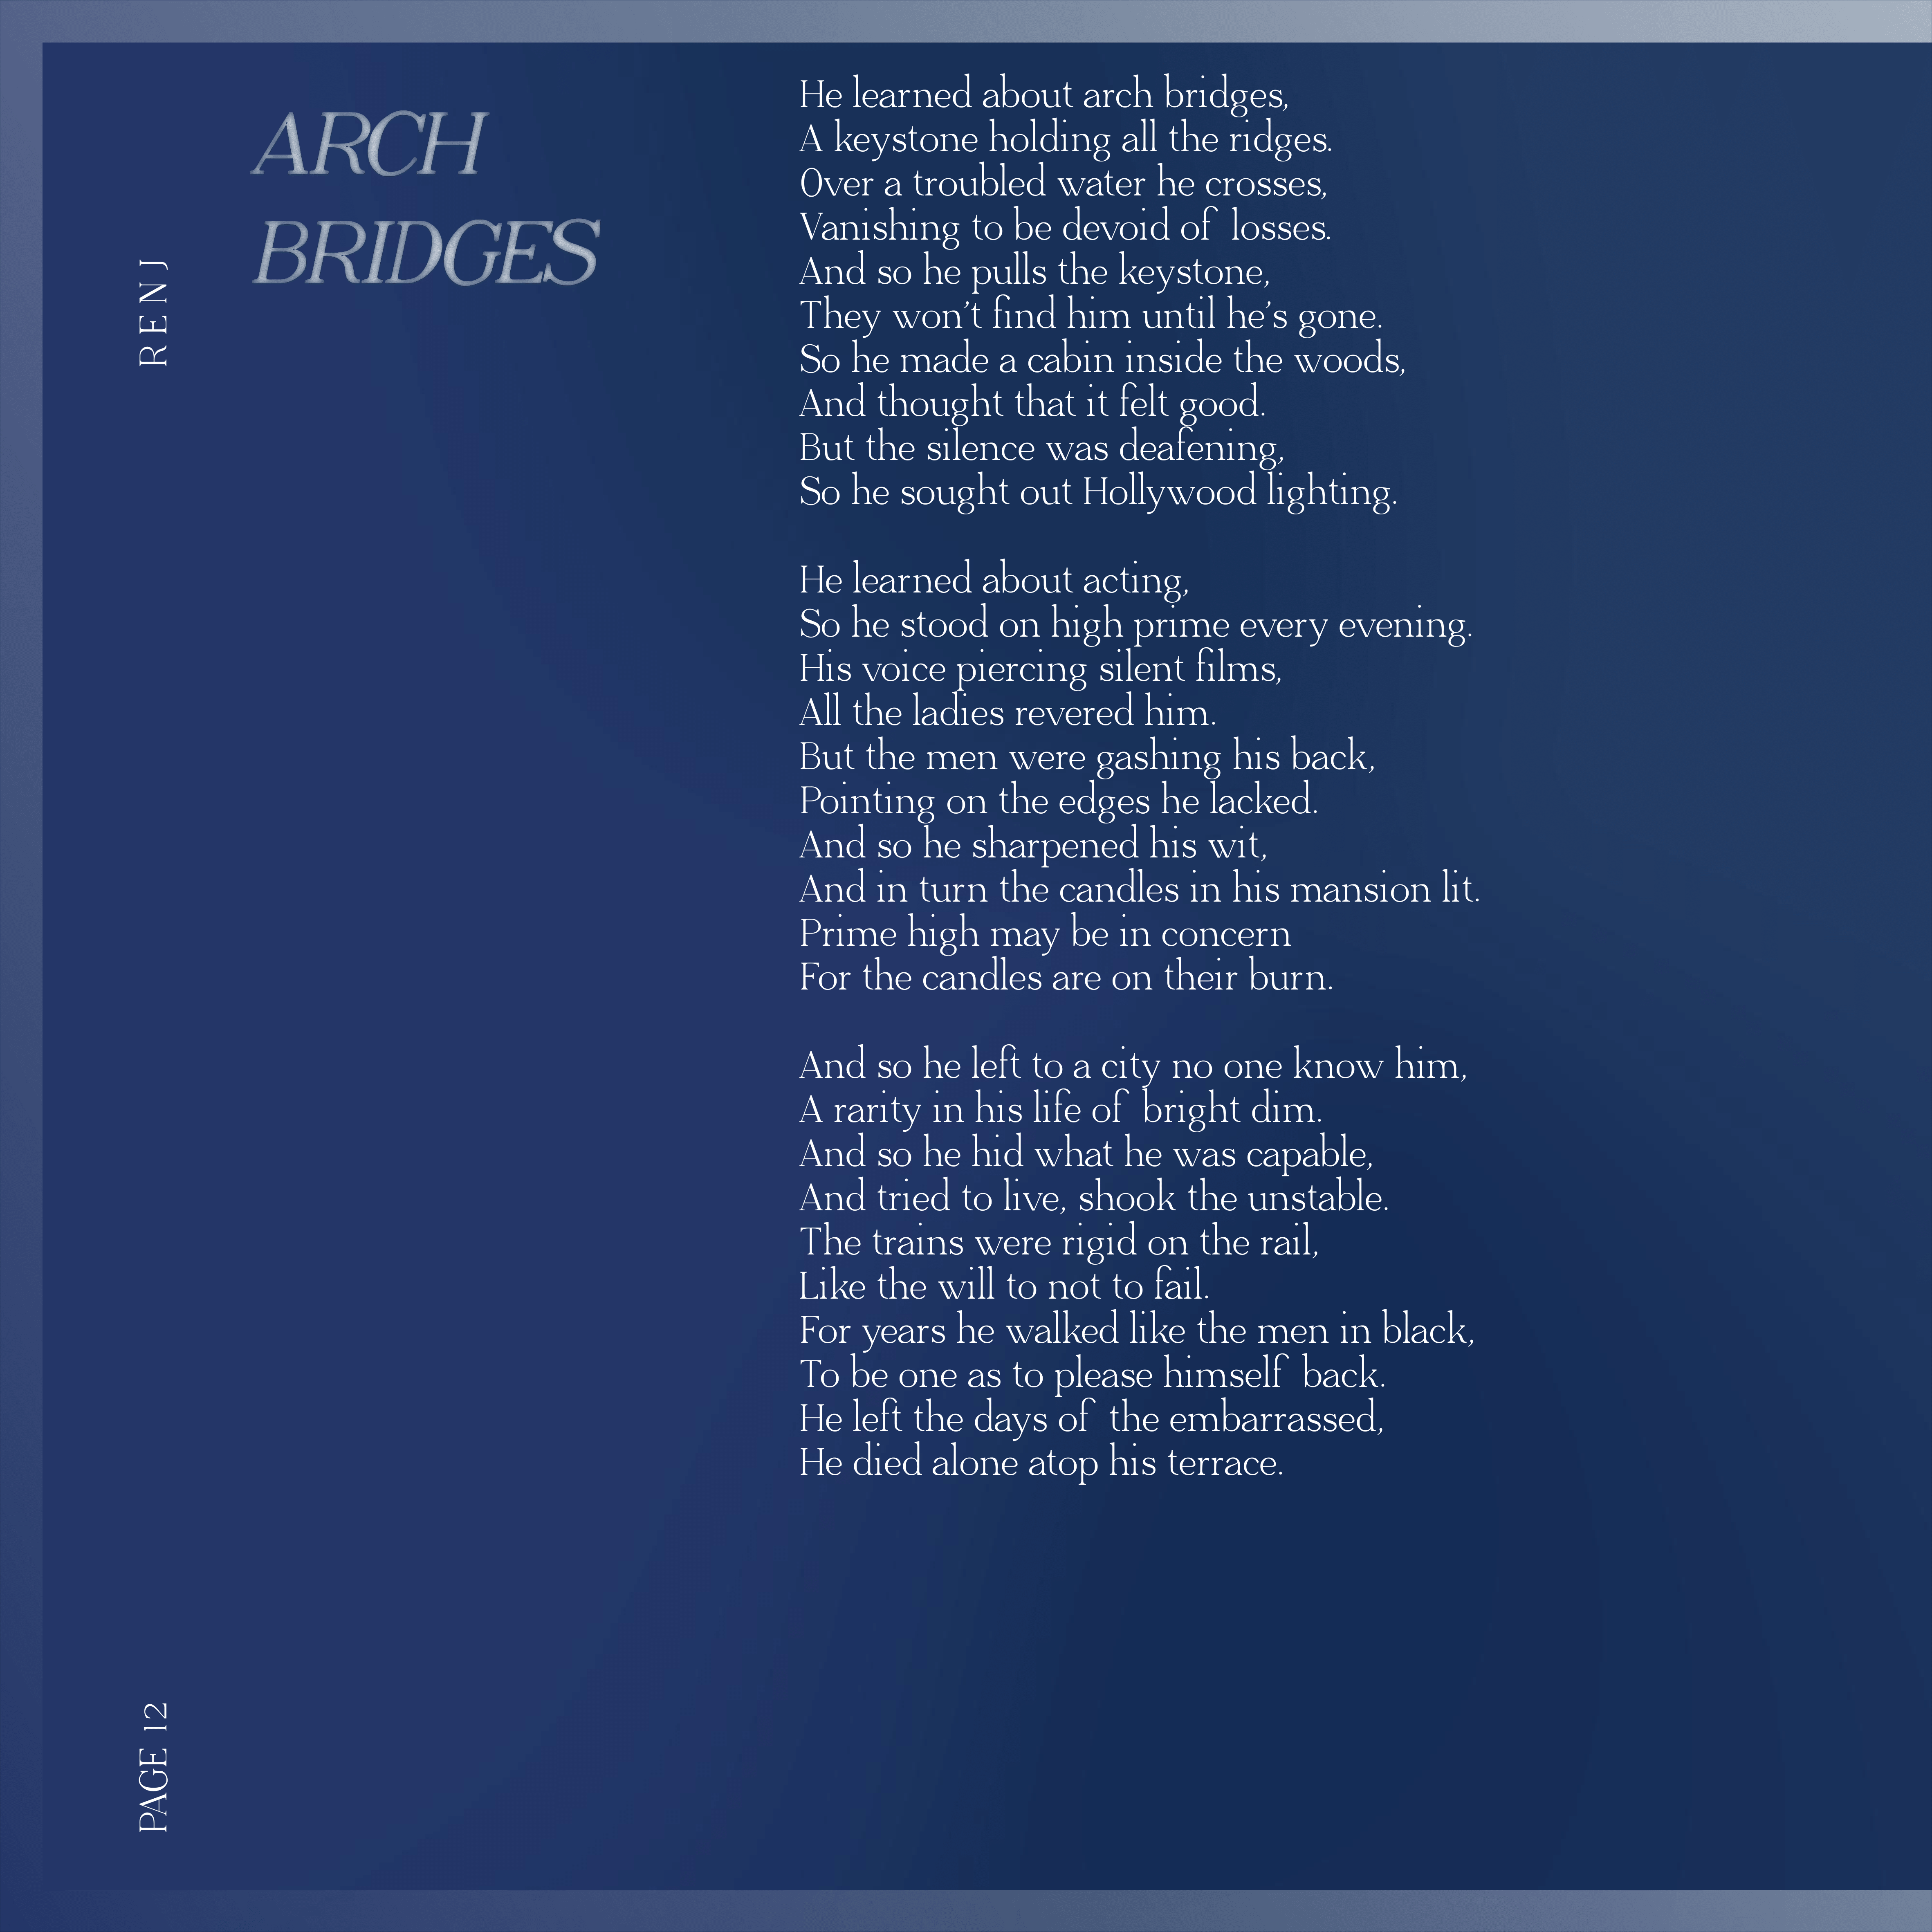 ARCH
BRIDGES
REN J
He learned about arch bridges,
A keystone holding all the ridges.
Over a troubled water he crosses,
Vanishing to be devoid of losses.
And so he pulls the keystone,
They won't find him until he's gone.
So he made a cabin inside the woods,
And thought that it felt good.
But the silence was deafening,
So he sought out Hollywood lighting.
He learned about acting,
So he stood on high prime every evening.
His voice piercing silent films,
All the ladies revered him.
But the men were gashing his back,
Pointing on the edges he lacked.
And so he sharpened his wit,
And in turn the candles in his mansion lit.
Prime high may be in concern
For the candles are on their burn.
And so he left to a city no one know him,
A rarity in his life of bright dim.
And so he hid what he was capable,
And tried to live, shook the unstable.
The trains were rigid on the rail,
Like the will to not to fail.
For years he walked like the men in black,
To be one as to please himself back.
He left the days of the embarrassed,
He died alone atop his terrace.
PAGE 12